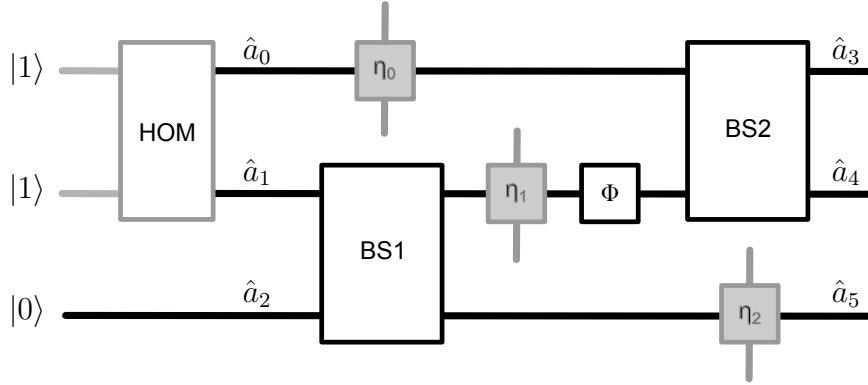 |1⟩ â₀ η₀ â₃
HOM BS2
|1⟩ â₁ η₁ Φ â₄
BS1
|0⟩ â₂ η₂ â₅